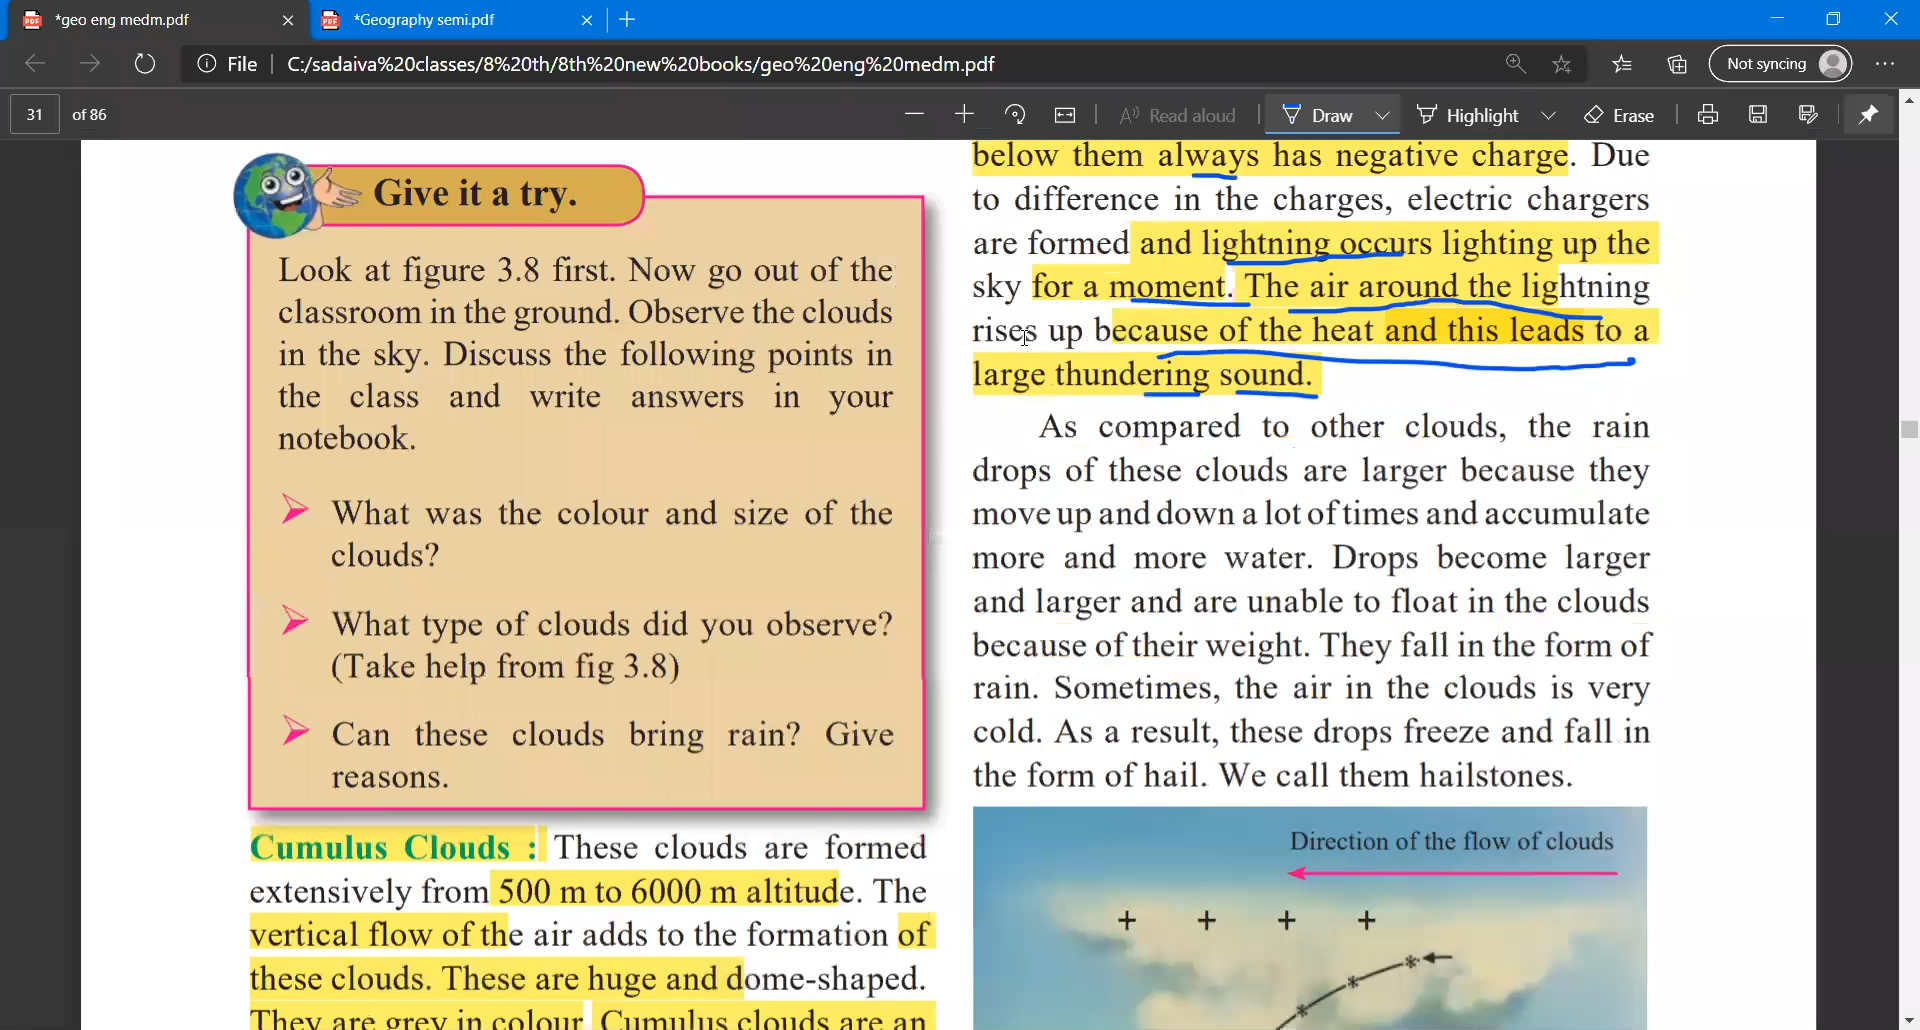 *geo eng medm.pdf
*Geography semi.pdf
File
C:/sadaiva%20classes/8%20th/8th%20new%20books/geo%20eng%20medm.pdf
Not syncing
31 of 86
Read aloud
Draw
Highlight
Erase
Give it a try.
Look at figure 3.8 first. Now go out of the
classroom in the ground. Observe the clouds
in the sky. Discuss the following points in
the class and write answers in your
notebook.
What was the colour and size of the
clouds?
What type of clouds did you observe?
(Take help from fig 3.8)
Can these clouds bring rain? Give
reasons.
Cumulus Clouds : These clouds are formed
extensively from 500 m to 6000 m altitude. The
vertical flow of the air adds to the formation of
these clouds. These are huge and dome-shaped.
They are grey in colour. Cumulus clouds are an
below them always has negative charge. Due
to difference in the charges, electric chargers
are formed and lightning occurs lighting up the
sky for a moment. The air around the lightning
rises up because of the heat and this leads to a
large thundering sound.
As compared to other clouds, the rain
drops of these clouds are larger because they
move up and down a lot of times and accumulate
more and more water. Drops become larger
and larger and are unable to float in the clouds
because of their weight. They fall in the form of
rain. Sometimes, the air in the clouds is very
cold. As a result, these drops freeze and fall in
the form of hail. We call them hailstones.
Direction of the flow of clouds
+ + + +